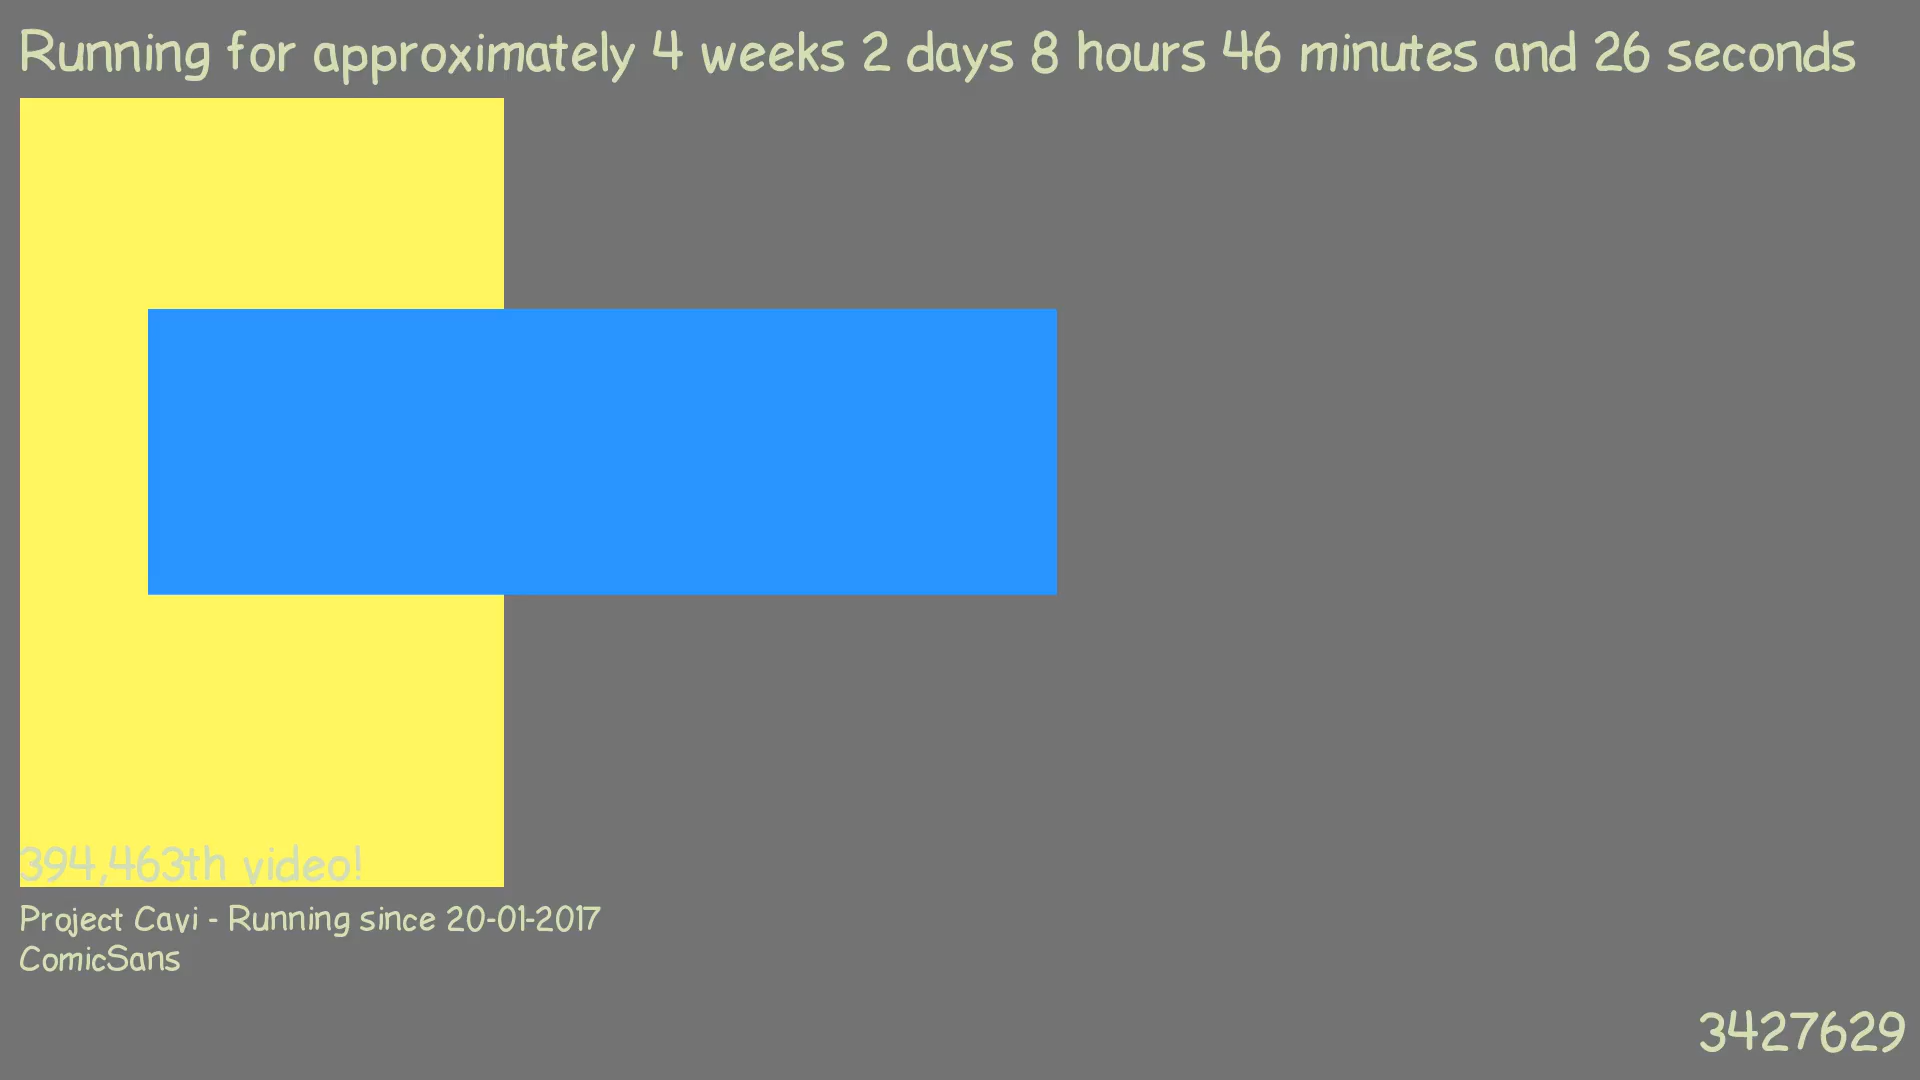 Running for approximately 4 weeks 2 days 8 hours 46 minutes and 26 seconds
394,463th video!
Project Cavi - Running since 20-01-2017
ComicSans
3427629